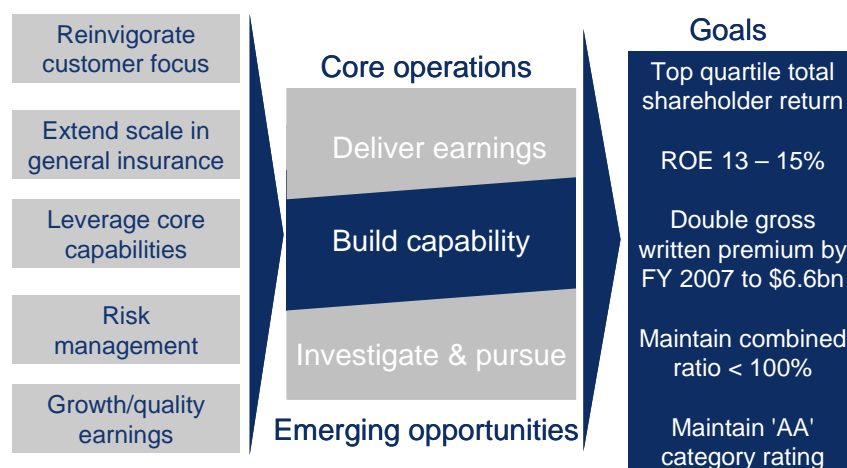 Reinvigorate
customer focus
Extend scale in
general insurance
Leverage core
capabilities
Risk
management
Growth/quality
earnings
Core operations
Deliver earnings
Build capability
Investigate & pursue
Emerging opportunities
Goals
Top quartile total
shareholder return
ROE 13 – 15%
Double gross
written premium by
FY 2007 to $6.6bn
Maintain combined
ratio < 100%
Maintain 'AA'
category rating